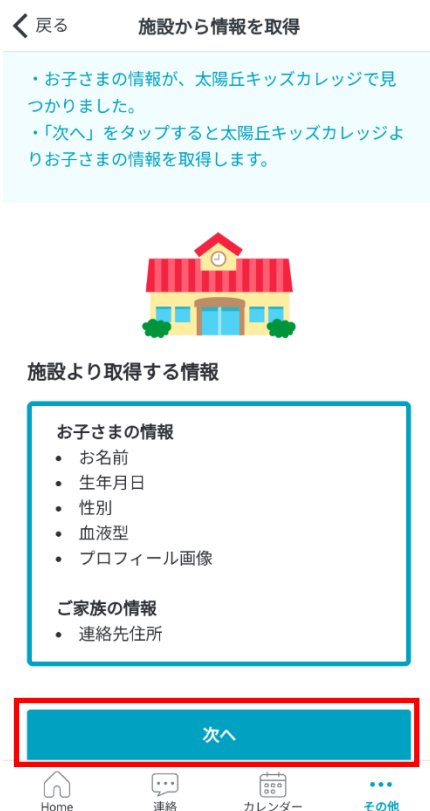 戻る
施設から情報を取得
・お子さまの情報が、太陽丘キッズカレッジで見
つかりました。
・「次へ」をタップすると太陽丘キッズカレッジよ
りお子さまの情報を取得します。
施設より取得する情報
お子さまの情報
• お名前
• 生年月日
• 性別
• 血液型
• プロフィール画像
ご家族の情報
• 連絡先住所
次へ
Home
連絡
カレンダー
その他